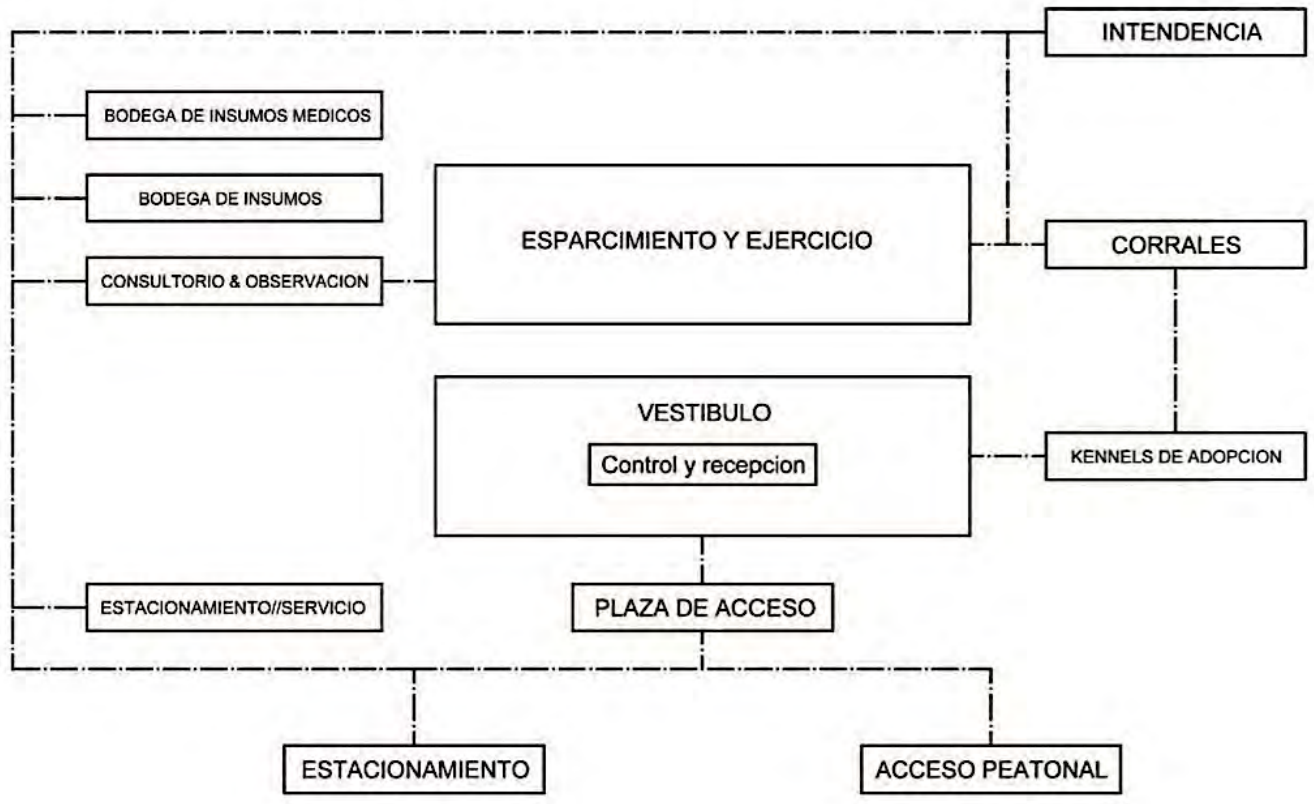 INTENDENCIA
BODEGA DE INSUMOS MEDICOS
BODEGA DE INSUMOS
ESPARCIMIENTO Y EJERCICIO
CORRALES
CONSULTORIO & OBSERVACION
VESTIBULO
Control y recepcion
KENNELS DE ADOPCION
ESTACIONAMIENTO//SERVICIO
PLAZA DE ACCESO
ESTACIONAMIENTO
ACCESO PEATONAL